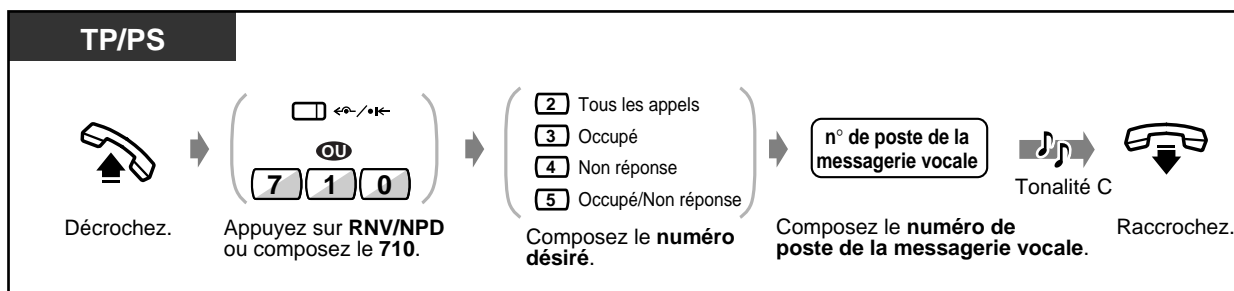 TP/PS
OU
7 1 0
2 Tous les appels
3 Occupé
4 Non réponse
5 Occupé/Non réponse
n° de poste de la
messagerie vocale
Tonalité C
Décrochez.
Appuyez sur RNV/NPD
ou composez le 710.
Composez le numéro
désiré.
Composez le numéro de
poste de la messagerie vocale.
Raccrochez.